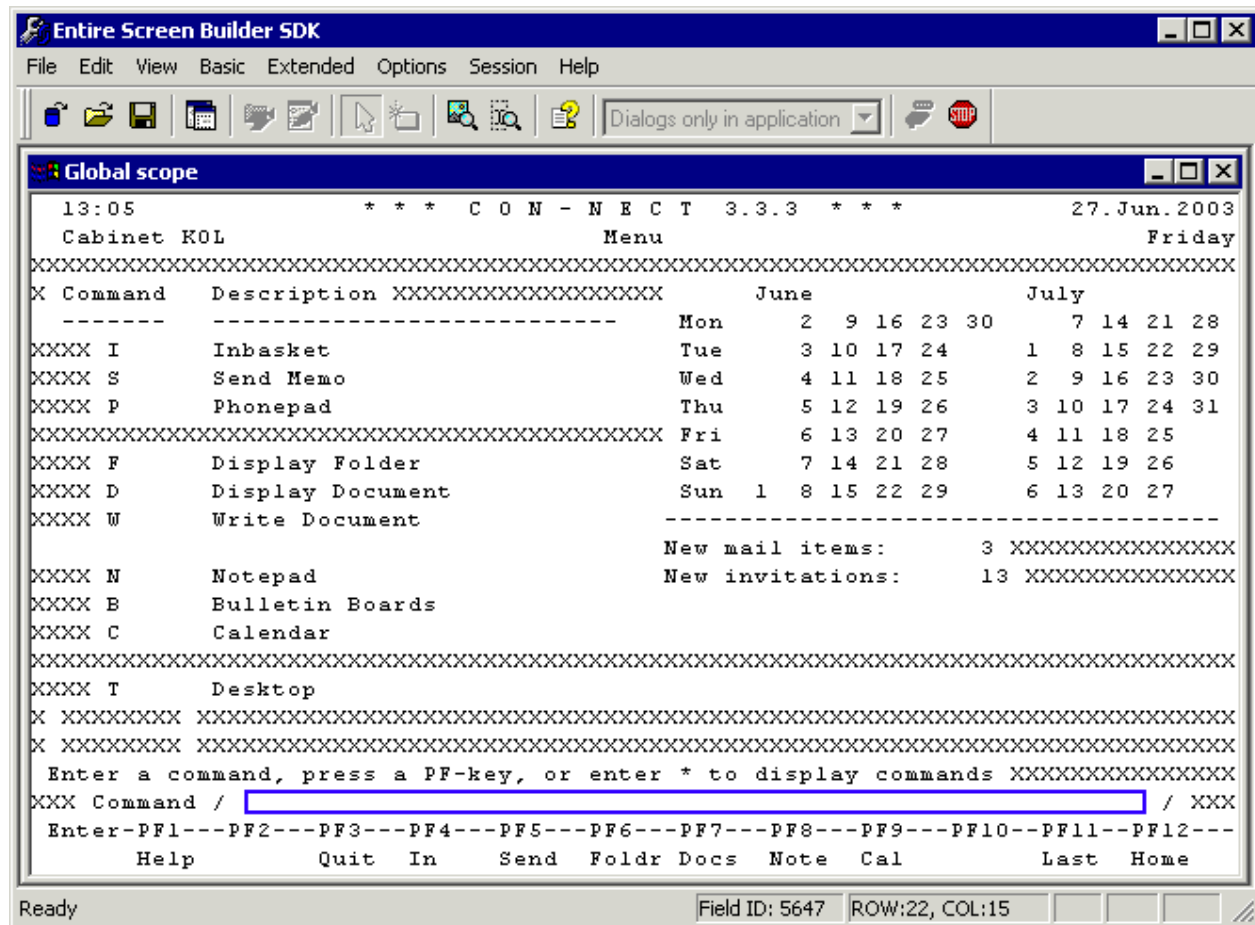 Entire Screen Builder SDK
File Edit View Basic Extended Options Session Help
Dialogs only in application STOP
Global scope
13:05 * * * C O N - N E C T 3.3.3 * * * 27.Jun.2003
Cabinet KOL Menu Friday
XXXXXXXXXXXXXXXXXXXXXXXXXXXXXXXXXXXXXXXXXXXXXXXXXXXXXXXXXXXXXXXXXXXXXXXXXXXXXXXX
X Command Description XXXXXXXXXXXXXXXXXX June July
------- --------------------------- Mon 2 9 16 23 30 7 14 21 28
XXXX I Inbasket Tue 3 10 17 24 1 8 15 22 29
XXXX S Send Memo Wed 4 11 18 25 2 9 16 23 30
XXXX P Phonepad Thu 5 12 19 26 3 10 17 24 31
XXXXXXXXXXXXXXXXXXXXXXXXXXXXXXXXXXXXXXXXXX Fri 6 13 20 27 4 11 18 25
XXXX F Display Folder Sat 7 14 21 28 5 12 19 26
XXXX D Display Document Sun 1 8 15 22 29 6 13 20 27
XXXX W Write Document -------------------------------------
New mail items: 3 XXXXXXXXXXXXXXX
XXXX N Notepad New invitations: 13 XXXXXXXXXXXXXXX
XXXX B Bulletin Boards
XXXX C Calendar
XXXXXXXXXXXXXXXXXXXXXXXXXXXXXXXXXXXXXXXXXXXXXXXXXXXXXXXXXXXXXXXXXXXXXXXXXXXXXXXX
XXXX T Desktop
X XXXXXXXX XXXXXXXXXXXXXXXXXXXXXXXXXXXXXXXXXXXXXXXXXXXXXXXXXXXXXXXXXXXXXXXXXXXXX
X XXXXXXXX XXXXXXXXXXXXXXXXXXXXXXXXXXXXXXXXXXXXXXXXXXXXXXXXXXXXXXXXXXXXXXXXXXXXX
Enter a command, press a PF-key, or enter * to display commands XXXXXXXXXXXXXXX
XXX Command / / XXX
Enter-PF1---PF2---PF3---PF4---PF5---PF6---PF7---PF8---PF9---PF10--PF11--PF12---
Help Quit In Send Foldr Docs Note Cal Last Home
Ready Field ID: 5647 ROW:22, COL:15